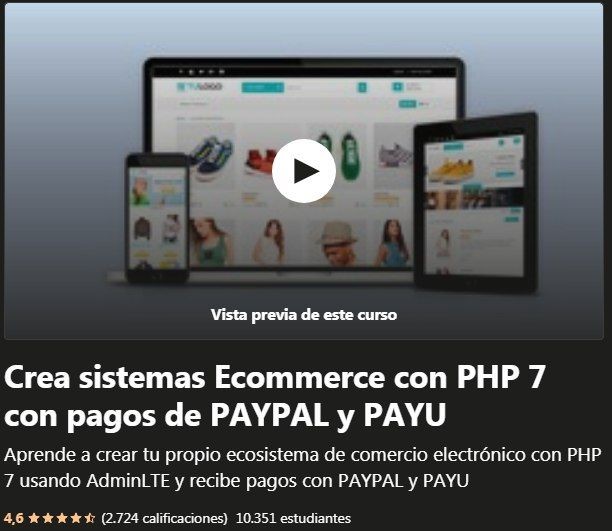 TU LOGO
Vista previa de este curso
Crea sistemas Ecommerce con PHP 7
con pagos de PAYPAL y PAYU
Aprende a crear tu propio ecosistema de comercio electrónico con PHP
7 usando AdminLTE y recibe pagos con PAYPAL y PAYU
4,6 (2.724 calificaciones) 10.351 estudiantes